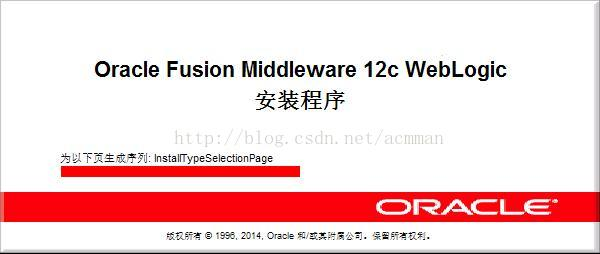 Oracle Fusion Middleware 12c WebLogic
安装程序
http://blog.csdn.net/acmman
为以下页生成序列: InstallTypeSelectionPage
ORACLE®
版权所有 © 1996, 2014, Oracle 和/或其附属公司。保留所有权利。